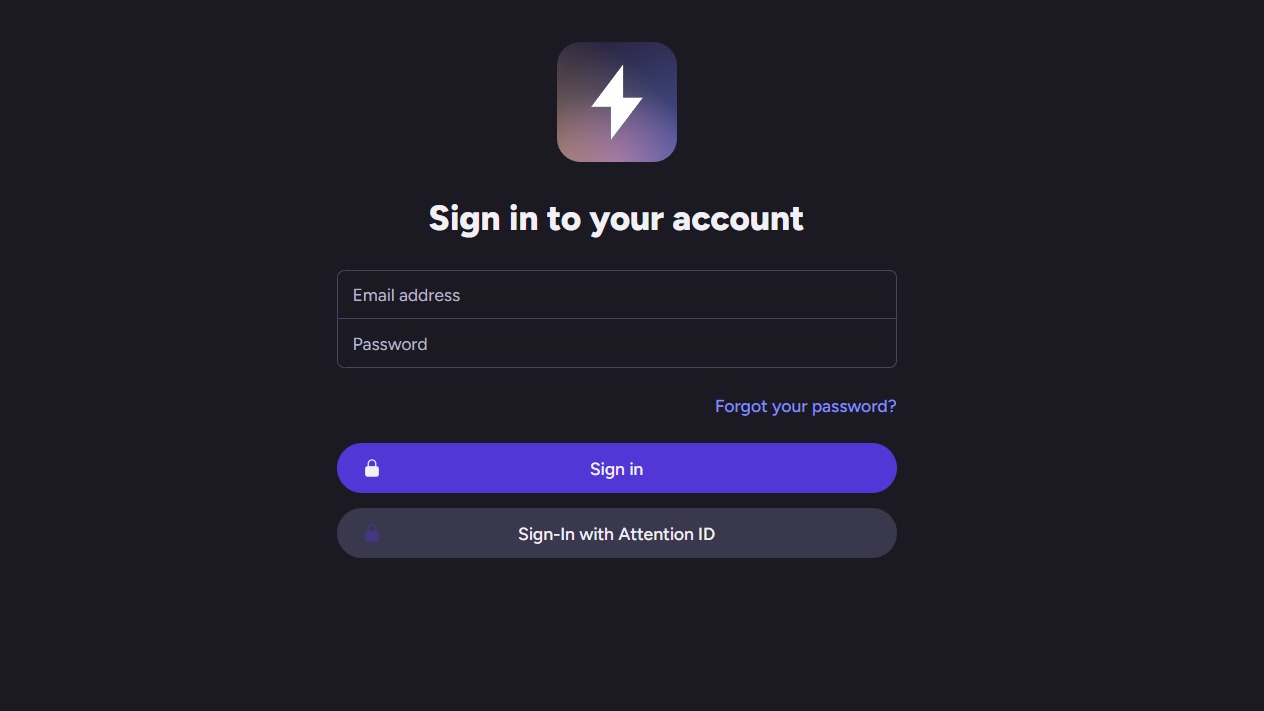 Sign in to your account
Email address
Password
Forgot your password?
Sign in
Sign-In with Attention ID